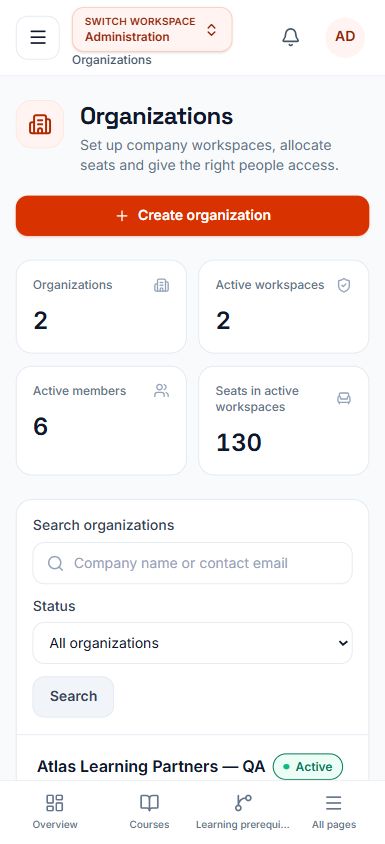 SWITCH WORKSPACE
Administration
AD
Organizations
Organizations
Set up company workspaces, allocate
seats and give the right people access.
+ Create organization
Organizations
2
Active workspaces
2
Active members
6
Seats in active
workspaces
130
Search organizations
Company name or contact email
Status
All organizations
Search
Atlas Learning Partners — QA
Active
Overview
Courses
Learning prerequi...
All pages